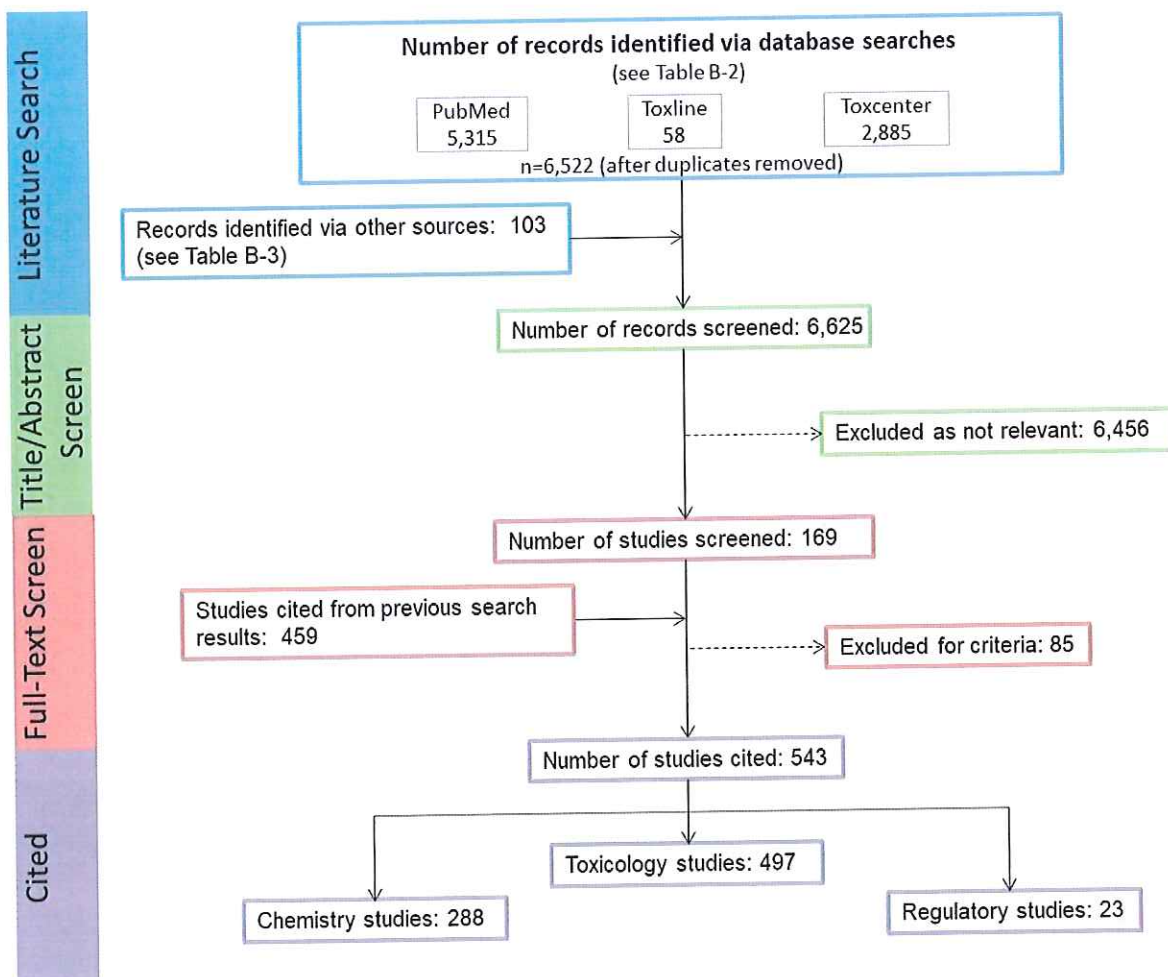 Literature Search
Number of records identified via database searches
(see Table B-2)
PubMed
5,315
Toxline
58
Toxcenter
2,885
n=6,522 (after duplicates removed)
Records identified via other sources: 103
(see Table B-3)
Title/Abstract
Screen
Number of records screened: 6,625
Excluded as not relevant: 6,456
Full-Text Screen
Number of studies screened: 169
Studies cited from previous search
results: 459
Excluded for criteria: 85
Cited
Number of studies cited: 543
Toxicology studies: 497
Chemistry studies: 288
Regulatory studies: 23